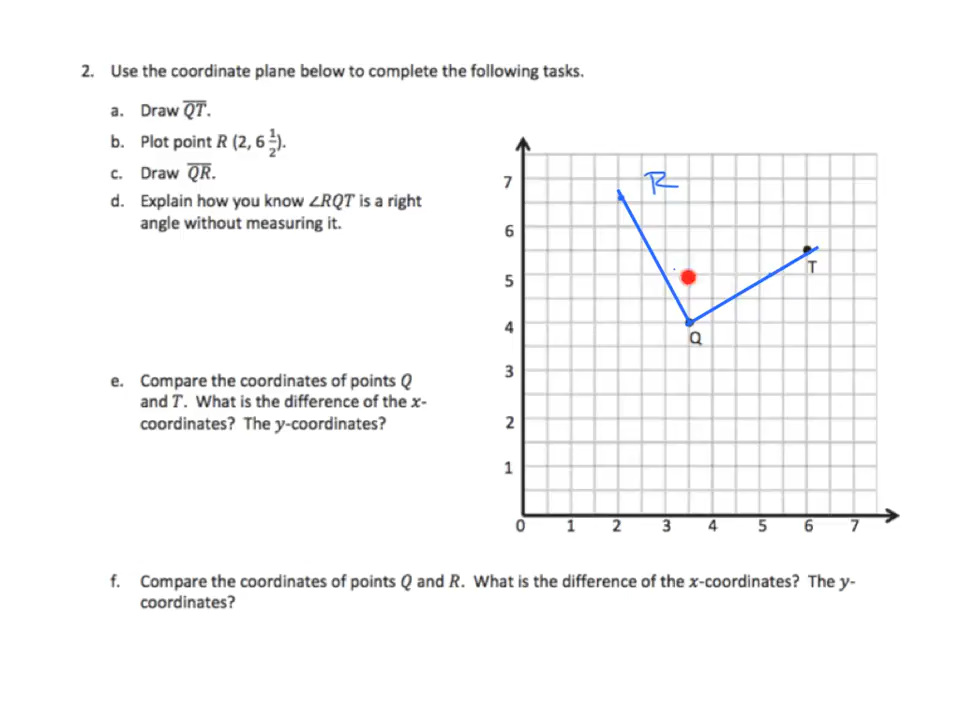 2. Use the coordinate plane below to complete the following tasks.
a. Draw Q̅T̅.
b. Plot point R (2, 6 1/2).
c. Draw Q̅R̅.
d. Explain how you know ∠RQT is a right
angle without measuring it.
e. Compare the coordinates of points Q
and T. What is the difference of the x-
coordinates? The y-coordinates?
7
6
5
4
3
2
1
0 1 2 3 4 5 6 7
R
T
Q
f. Compare the coordinates of points Q and R. What is the difference of the x-coordinates? The y-
coordinates?